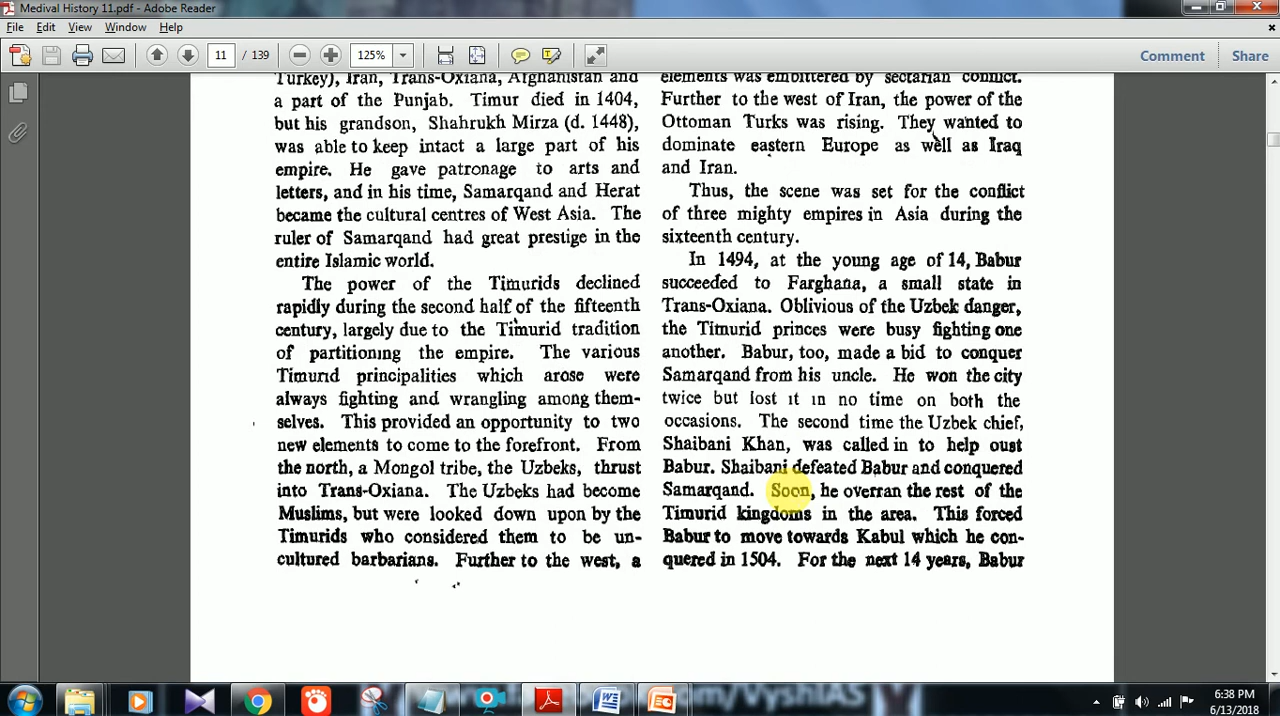 Medival History 11.pdf - Adobe Reader
File Edit View Window Help
11 / 139
125%
Comment Share
Turkey), Iran, Trans-Oxiana, Afghanistan and
a part of the Punjab. Timur died in 1404,
but his grandson, Shahrukh Mirza (d. 1448),
was able to keep intact a large part of his
empire. He gave patronage to arts and
letters, and in his time, Samarqand and Herat
became the cultural centres of West Asia. The
ruler of Samarqand had great prestige in the
entire Islamic world.
The power of the Timurids declined
rapidly during the second half of the fifteenth
century, largely due to the Timurid tradition
of partitioning the empire. The various
Timurid principalities which arose were
always fighting and wrangling among them-
selves. This provided an opportunity to two
new elements to come to the forefront. From
the north, a Mongol tribe, the Uzbeks, thrust
into Trans-Oxiana. The Uzbeks had become
Muslims, but were looked down upon by the
Timurids who considered them to be un-
cultured barbarians. Further to the west, a
elements was embittered by sectarian conflict.
Further to the west of Iran, the power of the
Ottoman Turks was rising. They wanted to
dominate eastern Europe as well as Iraq
and Iran.
Thus, the scene was set for the conflict
of three mighty empires in Asia during the
sixteenth century.
In 1494, at the young age of 14, Babur
succeeded to Farghana, a small state in
Trans-Oxiana. Oblivious of the Uzbek danger,
the Timurid princes were busy fighting one
another. Babur, too, made a bid to conquer
Samarqand from his uncle. He won the city
twice but lost it in no time on both the
occasions. The second time the Uzbek chief,
Shaibani Khan, was called in to help oust
Babur. Shaibani defeated Babur and conquered
Samarqand. Soon, he overran the rest of the
Timurid kingdoms in the area. This forced
Babur to move towards Kabul which he con-
quered in 1504. For the next 14 years, Babur
6:38 PM
6/13/2018